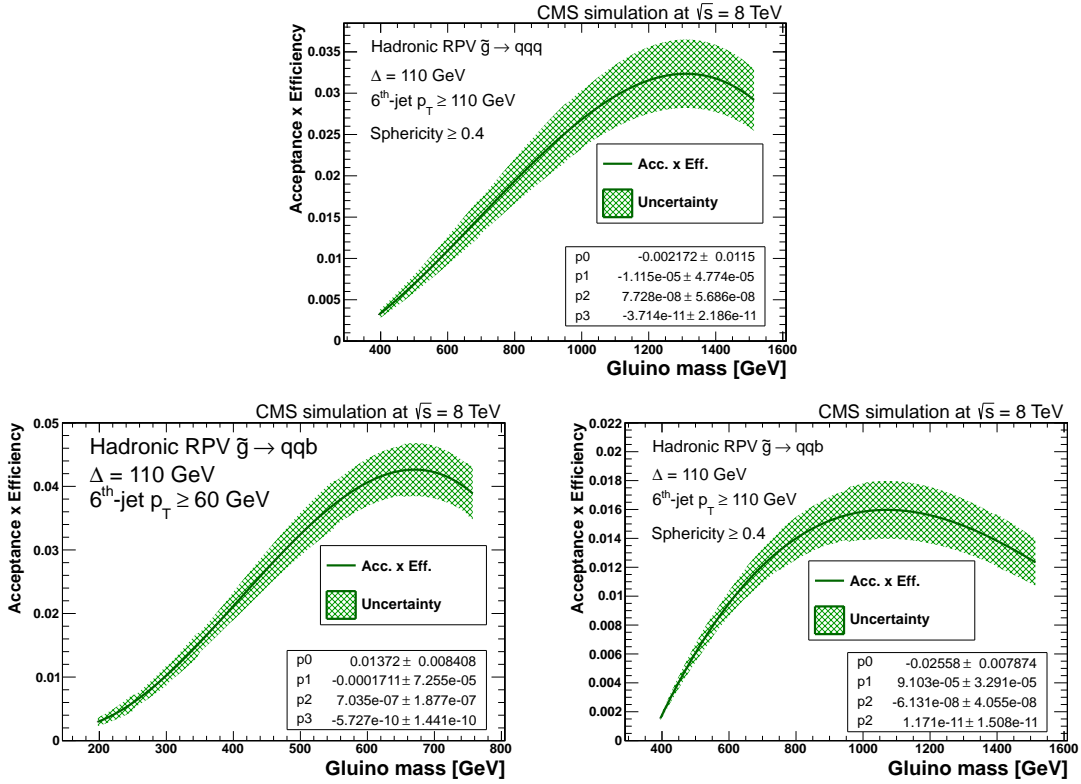 CMS simulation at √s = 8 TeV
Acceptance x Efficiency
Hadronic RPV g̃ → qqq
Δ = 110 GeV
6th-jet pT ≥ 110 GeV
Sphericity ≥ 0.4
Acc. x Eff.
Uncertainty
p0 -0.002172 ± 0.0115
p1 -1.115e-05 ± 4.774e-05
p2 7.728e-08 ± 5.686e-08
p3 -3.714e-11 ± 2.186e-11
0.035
0.03
0.025
0.02
0.015
0.01
0.005
0
400 600 800 1000 1200 1400 1600
Gluino mass [GeV]
CMS simulation at √s = 8 TeV
Acceptance x Efficiency
Hadronic RPV g̃ → qqb
Δ = 110 GeV
6th-jet pT ≥ 60 GeV
Acc. x Eff.
Uncertainty
p0 0.01372 ± 0.008408
p1 -0.0001711 ± 7.255e-05
p2 7.035e-07 ± 1.877e-07
p3 -5.727e-10 ± 1.441e-10
0.05
0.04
0.03
0.02
0.01
0
200 300 400 500 600 700 800
Gluino mass [GeV]
CMS simulation at √s = 8 TeV
Acceptance x Efficiency
Hadronic RPV g̃ → qqb
Δ = 110 GeV
6th-jet pT ≥ 110 GeV
Sphericity ≥ 0.4
Acc. x Eff.
Uncertainty
p0 -0.02558 ± 0.007874
p1 9.103e-05 ± 3.291e-05
p2 -6.131e-08 ± 4.055e-08
p2 1.171e-11 ± 1.508e-11
0.022
0.02
0.018
0.016
0.014
0.012
0.01
0.008
0.006
0.004
0.002
0
400 600 800 1000 1200 1400 1600
Gluino mass [GeV]